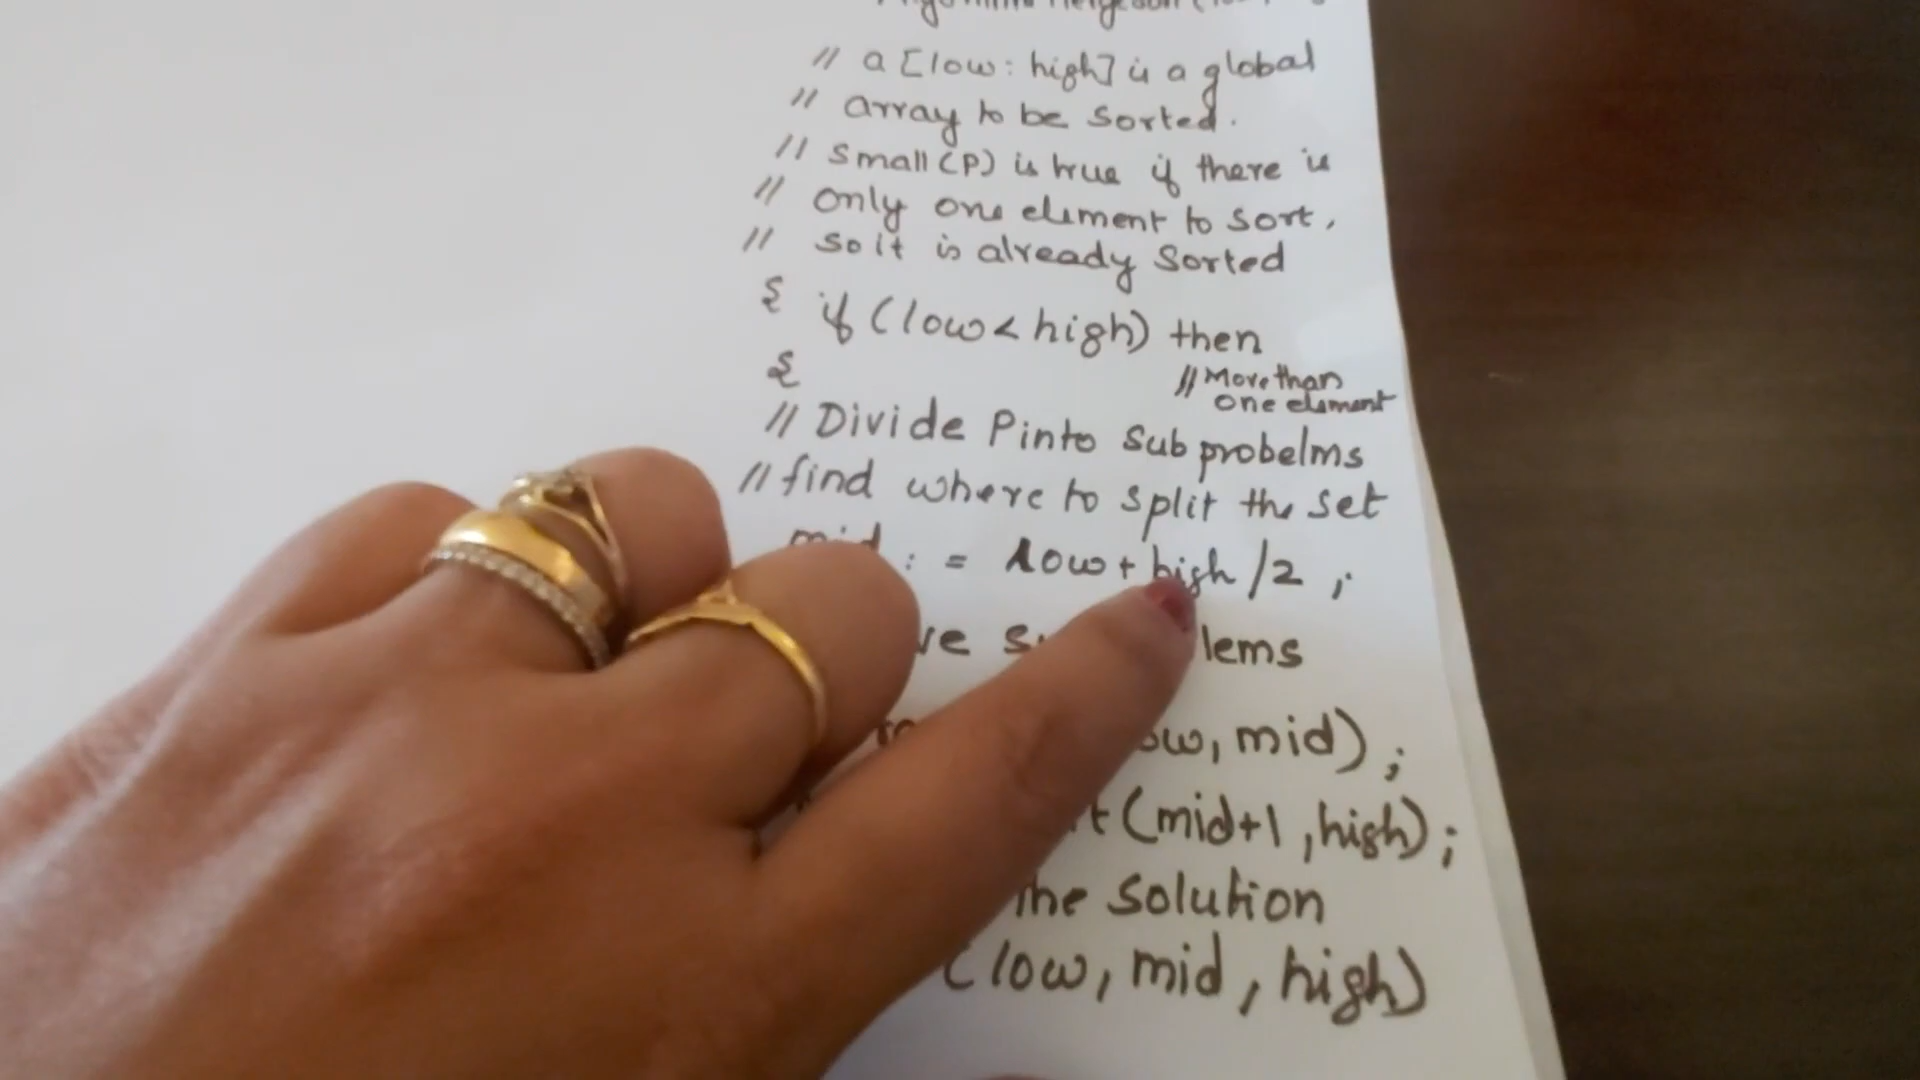 // a [low : high] is a global
// array to be sorted.
// Small (P) is true if there is
// only one element to sort,
// so it is already Sorted
{ if (low < high) then
{
// More than
one element
// Divide P into Sub probelms
// find where to split the set
mid : = low + high /2 ;
lems
ow, mid) ;
(mid+1 , high) ;
the Solution
(low, mid , high)